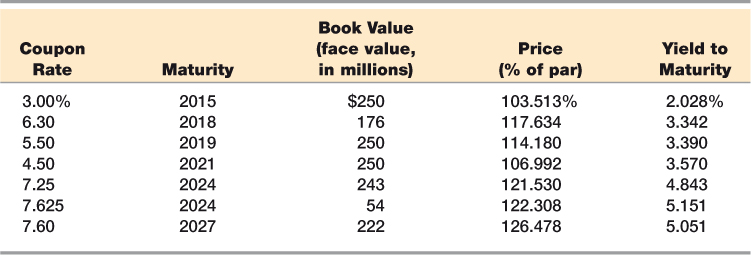 Coupon Rate Maturity Book Value (face value, in millions) Price (% of par) Yield to Maturity
3.00% 2015 $250 103.513% 2.028%
6.30 2018 176 117.634 3.342
5.50 2019 250 114.180 3.390
4.50 2021 250 106.992 3.570
7.25 2024 243 121.530 4.843
7.625 2024 54 122.308 5.151
7.60 2027 222 126.478 5.051